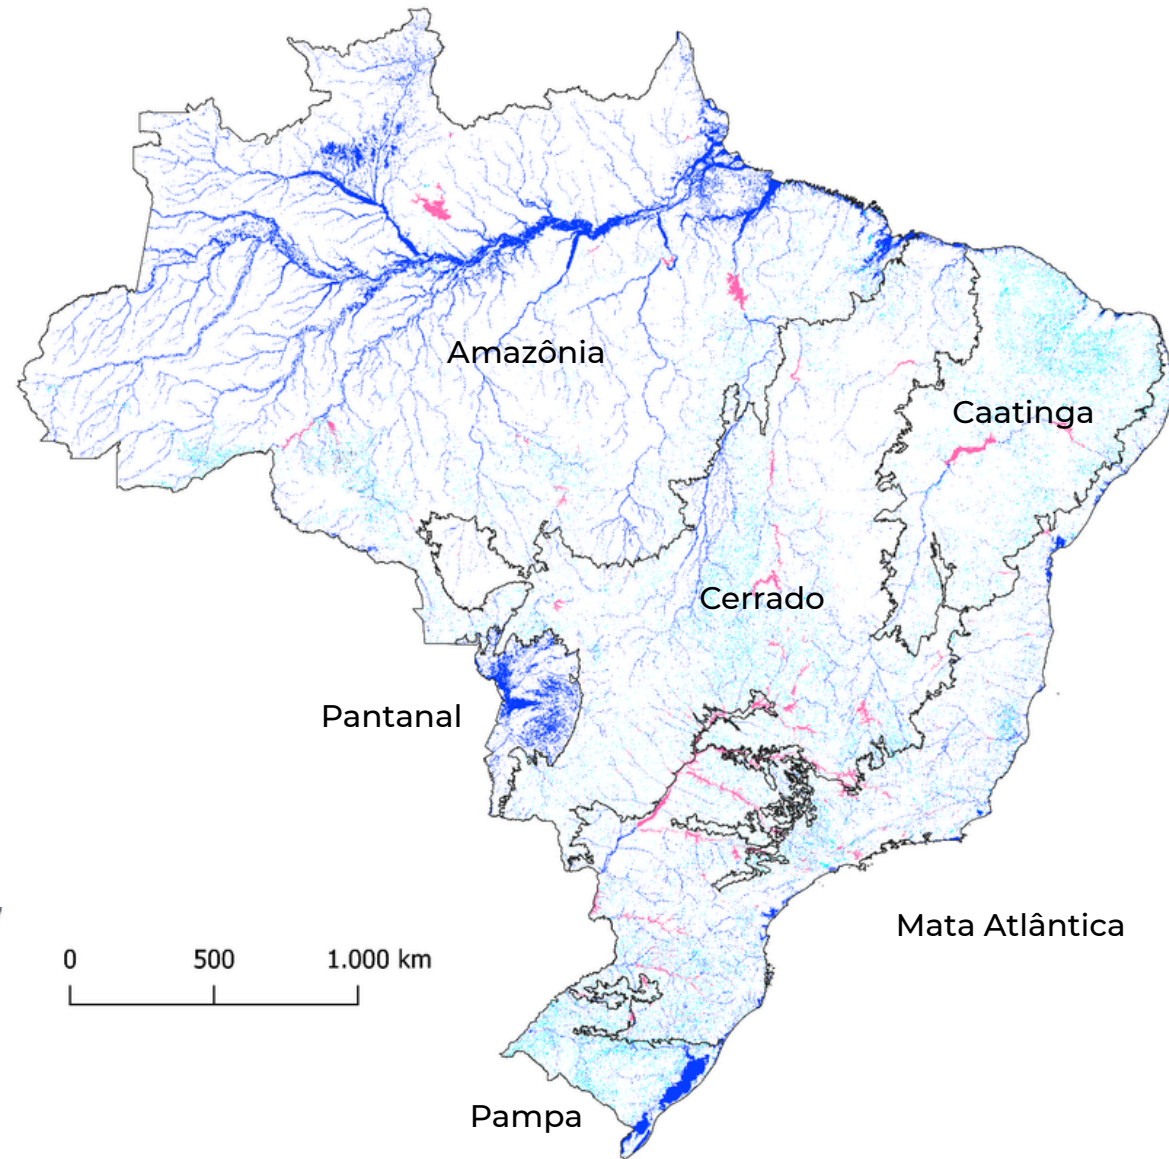 Amazônia
Caatinga
Cerrado
Pantanal
Mata Atlântica
0 500 1.000 km
Pampa